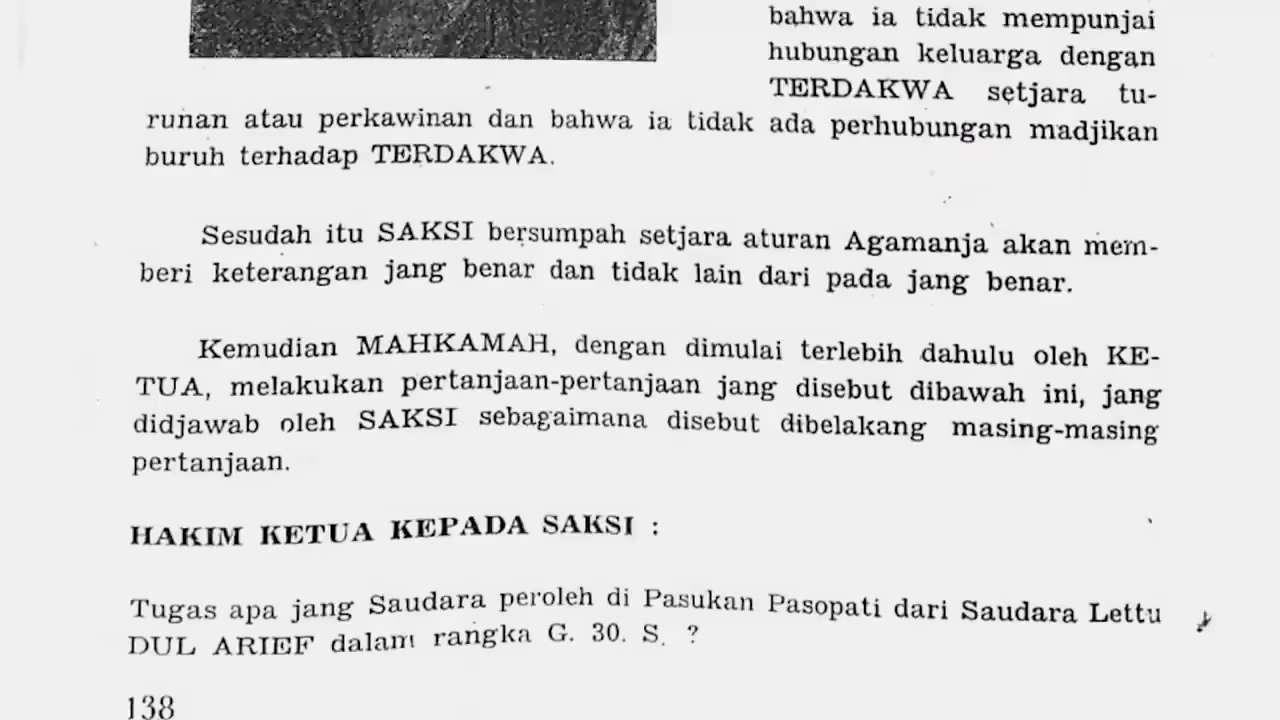 bahwa ia tidak mempunjai
hubungan keluarga dengan
TERDAKWA setjara tu-
runan atau perkawinan dan bahwa ia tidak ada perhubungan madjikan
buruh terhadap TERDAKWA.
Sesudah itu SAKSI bersumpah setjara aturan Agamanja akan mem-
beri keterangan jang benar dan tidak lain dari pada jang benar.
Kemudian MAHKAMAH, dengan dimulai terlebih dahulu oleh KE-
TUA, melakukan pertanjaan-pertanjaan jang disebut dibawah ini, jang
didjawab oleh SAKSI sebagaimana disebut dibelakang masing-masing
pertanjaan.
HAKIM KETUA KEPADA SAKSI :
Tugas apa jang Saudara peroleh di Pasukan Pasopati dari Saudara Lettu
DUL ARIEF dalam rangka G. 30. S. ?
138